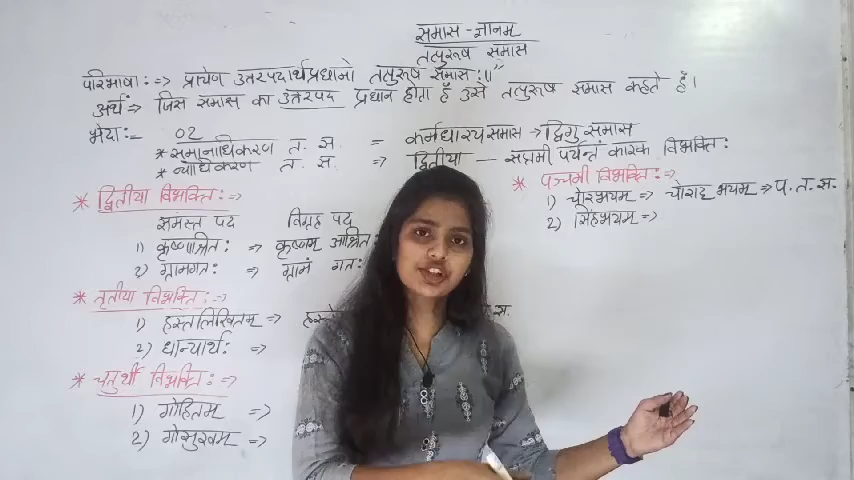 समास-ज्ञानम्
तत्पुरूष समास
परिभाषा :=> प्रायेण उत्तरपदार्थप्रधानो तत्पुरूष समास :।।"
अर्थ => जिस समास का उत्तरपद प्रधान होता हैं उसे तत्पुरूष समास कहते हैं।
भेदा :- 02
* समानाधिकरण त. स. = कर्मधारय समास → द्विगु समास
* व्याधिकरण त. स. => द्वितीया - सप्तमी पर्यन्तं कारक विभक्ति :
* द्वितीया विभक्ति :=>
समस्त पद विग्रह पद
1) कृष्णाश्रित : => कृष्णम् आश्रित :
2) ग्रामगत : => ग्रामं गत :
* तृतीया विभक्ति :=>
1) हस्तलिखितम् => स.
2) धान्यार्थ : =>
* चतुर्थी विभक्ति :=>
1) गोहितम् =>
2) गोसुखम् =>
* पञ्चमी विभक्ति :=>
1) चोरभयम् => चोराद् भयम् => प. त. स.
2) सिंहभयम् =>